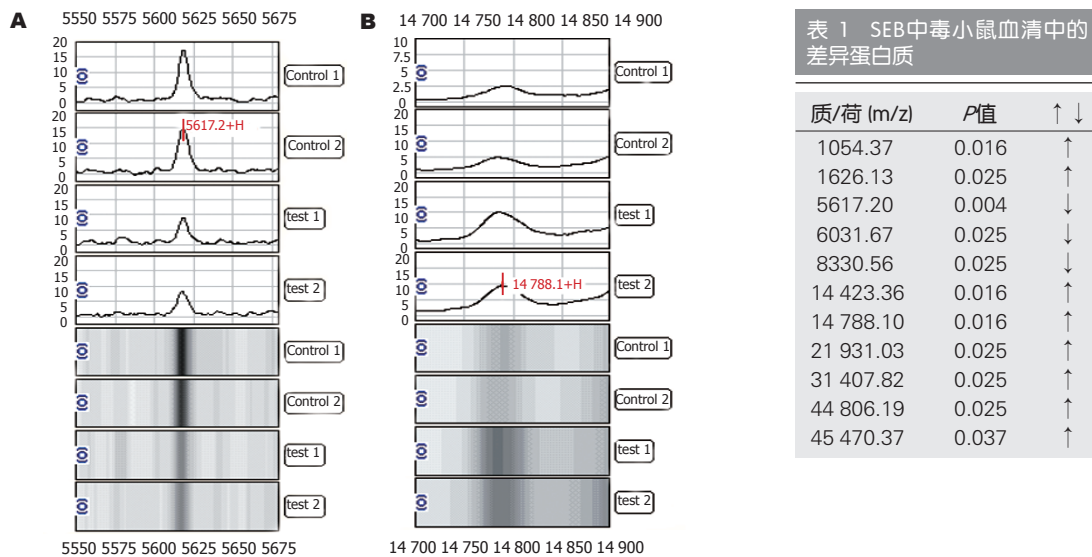 A
5550 5575 5600 5625 5650 5675
20
15
10
5
0
Control 1
20
15
10
5
0
5617.2+H
Control 2
20
15
10
5
0
test 1
20
15
10
5
0
test 2
Control 1
Control 2
test 1
test 2
5550 5575 5600 5625 5650 5675
B
14 700 14 750 14 800 14 850 14 900
10
7.5
5
2.5
0
Control 1
20
15
10
5
0
Control 2
20
15
10
5
0
test 1
20
15
10
5
0
14 788.1+H
test 2
Control 1
Control 2
test 1
test 2
14 700 14 750 14 800 14 850 14 900
表 1 SEB中毒小鼠血清中的
差异蛋白质
质/荷 (m/z) P值 ↑↓
1054.37 0.016 ↑
1626.13 0.025 ↑
5617.20 0.004 ↓
6031.67 0.025 ↓
8330.56 0.025 ↓
14 423.36 0.016 ↑
14 788.10 0.016 ↑
21 931.03 0.025 ↑
31 407.82 0.025 ↑
44 806.19 0.025 ↑
45 470.37 0.037 ↑